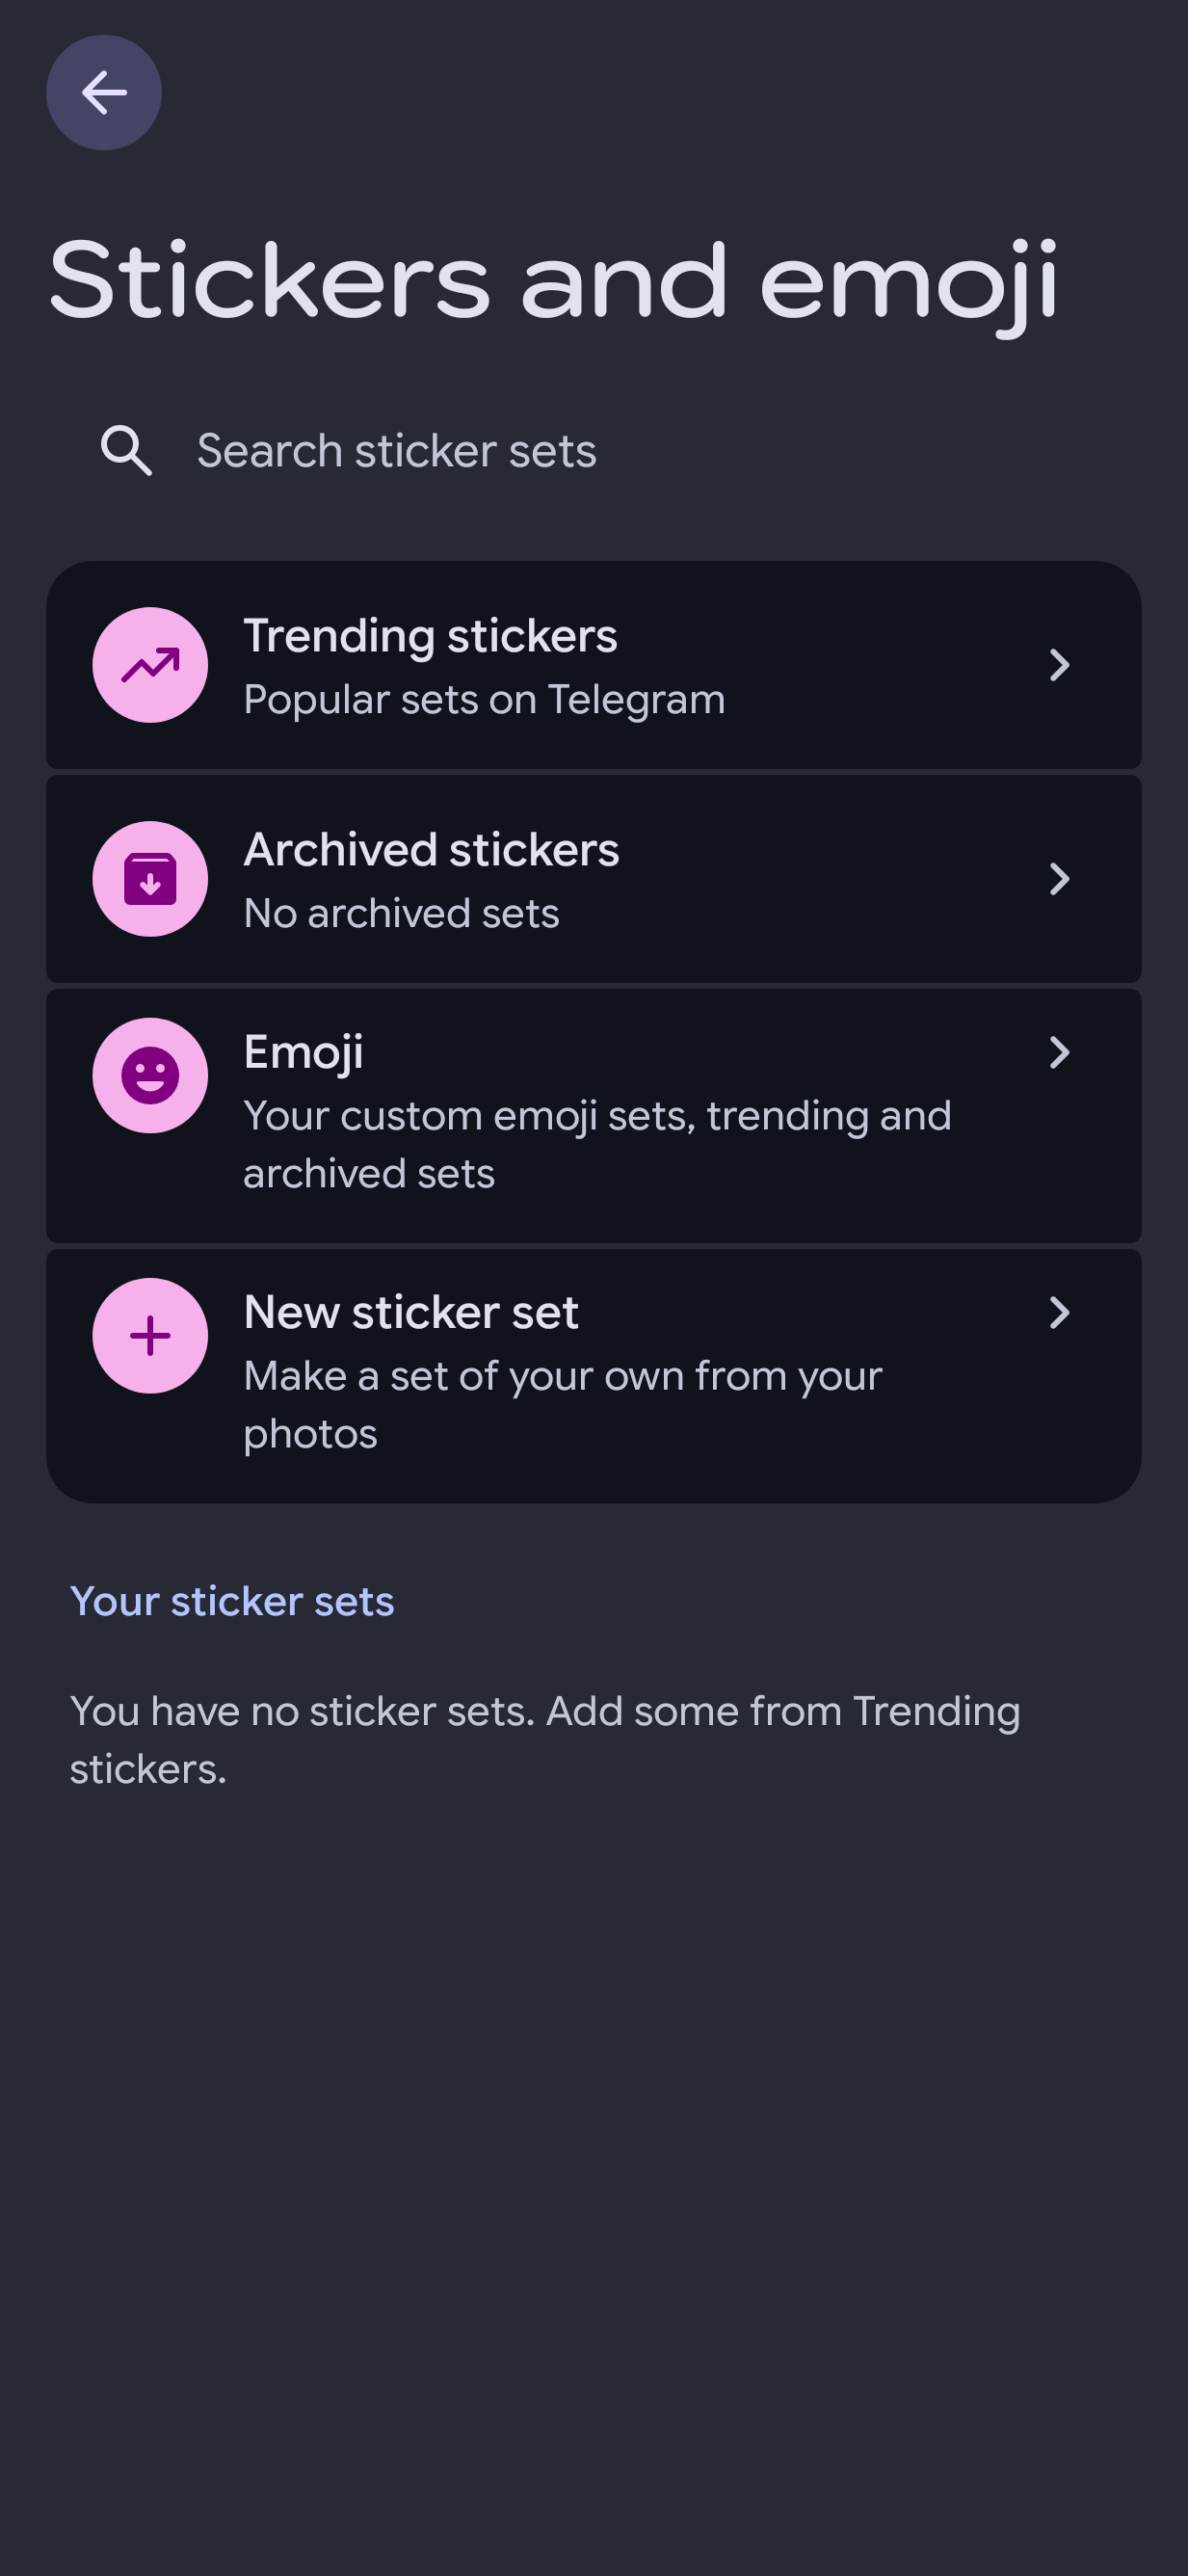 Stickers and emoji
Search sticker sets
Trending stickers
Popular sets on Telegram
Archived stickers
No archived sets
Emoji
Your custom emoji sets, trending and
archived sets
New sticker set
Make a set of your own from your
photos
Your sticker sets
You have no sticker sets. Add some from Trending
stickers.